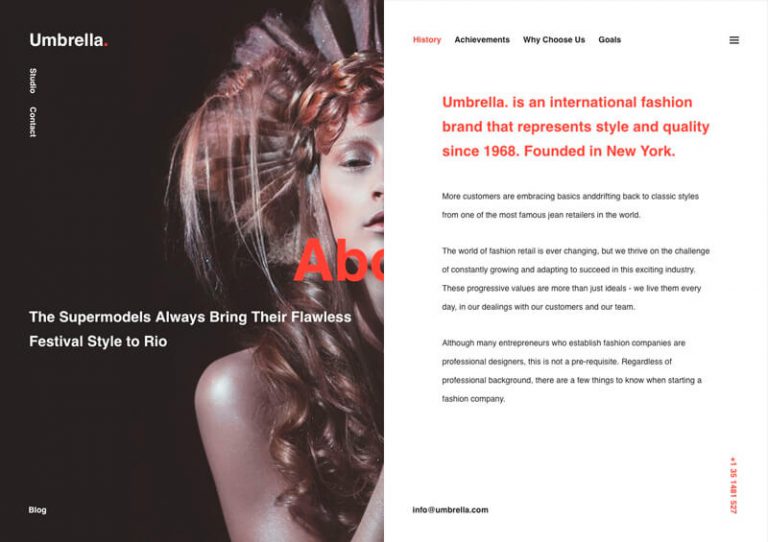 Umbrella.
Studio
Contact
Abo
The Supermodels Always Bring Their Flawless
Festival Style to Rio
Blog
History
Achievements
Why Choose Us
Goals
Umbrella. is an international fashion
brand that represents style and quality
since 1968. Founded in New York.
More customers are embracing basics anddrifting back to classic styles
from one of the most famous jean retailers in the world.
The world of fashion retail is ever changing, but we thrive on the challenge
of constantly growing and adapting to succeed in this exciting industry.
These progressive values are more than just ideals - we live them every
day, in our dealings with our customers and our team.
Although many entrepreneurs who establish fashion companies are
professional designers, this is not a pre-requisite. Regardless of
professional background, there are a few things to know when starting a
fashion company.
info@umbrella.com
+1 35 1481 527